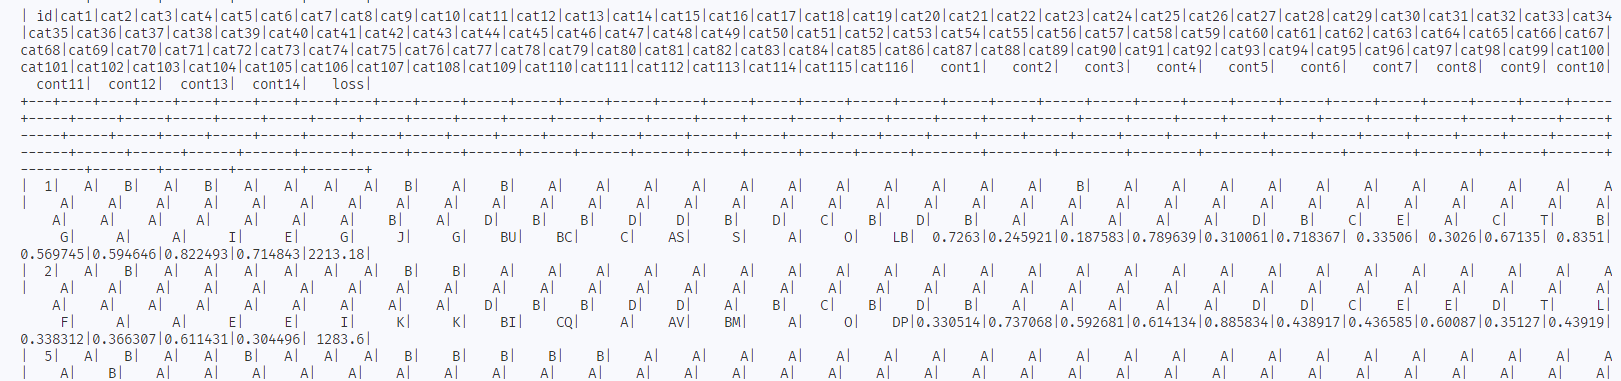 | id|cat1|cat2|cat3|cat4|cat5|cat6|cat7|cat8|cat9|cat10|cat11|cat12|cat13|cat14|cat15|cat16|cat17|cat18|cat19|cat20|cat21|cat22|cat23|cat24|cat25|cat26|cat27|cat28|cat29|cat30|cat31|cat32|cat33|cat34
|cat35|cat36|cat37|cat38|cat39|cat40|cat41|cat42|cat43|cat44|cat45|cat46|cat47|cat48|cat49|cat50|cat51|cat52|cat53|cat54|cat55|cat56|cat57|cat58|cat59|cat60|cat61|cat62|cat63|cat64|cat65|cat66|cat67|
cat68|cat69|cat70|cat71|cat72|cat73|cat74|cat75|cat76|cat77|cat78|cat79|cat80|cat81|cat82|cat83|cat84|cat85|cat86|cat87|cat88|cat89|cat90|cat91|cat92|cat93|cat94|cat95|cat96|cat97|cat98|cat99|cat100|
cat101|cat102|cat103|cat104|cat105|cat106|cat107|cat108|cat109|cat110|cat111|cat112|cat113|cat114|cat115|cat116| cont1| cont2| cont3| cont4| cont5| cont6| cont7| cont8| cont9| cont10|
cont11| cont12| cont13| cont14| loss|
| 1| A| B| A| B| A| A| A| A| B| A| B| A| A| A| A| A| A| A| A| A| A| A| B| A| A| A| A| A| A| A| A| A| A| A
| A| A| A| A| A| A| A| A| A| A| A| A| A| A| A| A| A| A| A| A| A| A| A| A| A| A| A| A| A| A| A| A| A|
A| A| A| A| A| A| A| B| A| D| B| B| D| D| B| D| C| B| D| B| A| A| A| A| A| D| B| C| E| A| C| T| B|
G| A| A| I| E| G| J| G| BU| BC| C| AS| S| A| O| LB| 0.7263|0.245921|0.187583|0.789639|0.310061|0.718367| 0.33506| 0.3026|0.67135| 0.8351|
0.569745|0.594646|0.822493|0.714843|2213.18|
| 2| A| B| A| A| A| A| A| A| B| B| A| A| A| A| A| A| A| A| A| A| A| A| A| A| A| A| A| A| A| A| A| A| A| A
| A| A| A| A| A| A| A| A| A| A| A| A| A| A| A| A| A| A| A| A| A| A| A| A| A| A| A| A| A| A| A| A| A|
A| A| A| A| A| A| A| A| A| D| B| B| D| D| A| B| C| B| D| B| A| A| A| A| A| D| D| C| E| E| D| T| L|
F| A| A| E| E| I| K| K| BI| CQ| A| AV| BM| A| O| DP|0.330514|0.737068|0.592681|0.614134|0.885834|0.438917|0.436585|0.60087|0.35127|0.43919|
0.338312|0.366307|0.611431|0.304496| 1283.6|
| 5| A| B| A| A| B| A| A| A| B| B| B| B| B| A| A| A| A| A| A| A| A| A| A| A| A| A| A| A| A| A| A| A| A| A
| A| B| A| A| A| A| A| A| A| A| A| A| A| A| A| A| A| A| A| A| A| A| A| A| A| A| A| A| A| A| A| A| A|